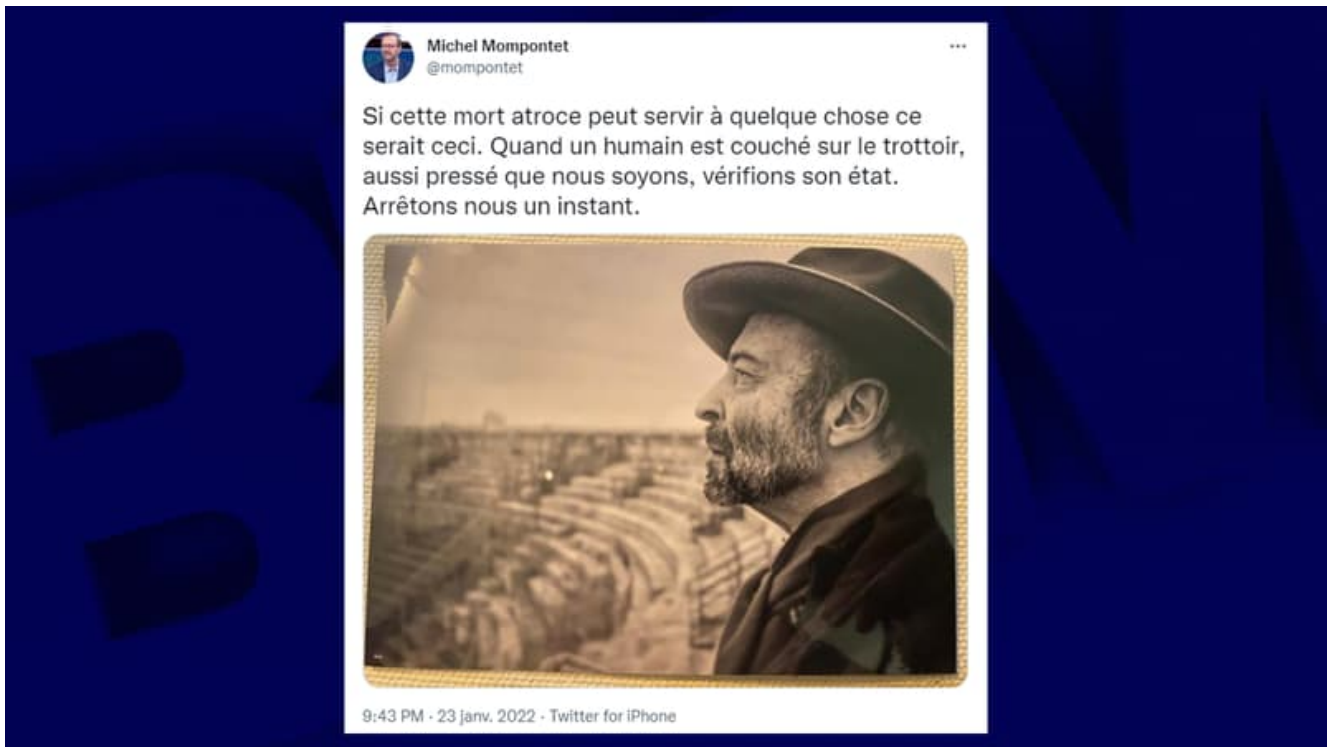 Michel Mompontet
@mompontet
Si cette mort atroce peut servir à quelque chose ce
serait ceci. Quand un humain est couché sur le trottoir,
aussi pressé que nous soyons, vérifions son état.
Arrêtons nous un instant.
9:43 PM · 23 janv. 2022 · Twitter for iPhone